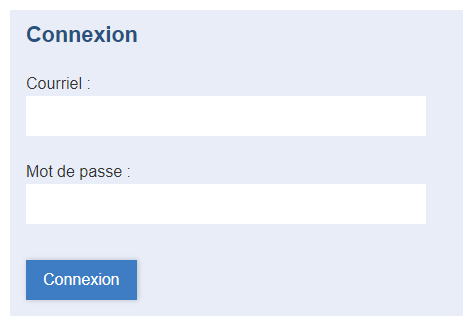 Connexion
Courriel :
Mot de passe :
Connexion